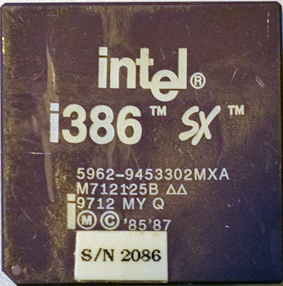 intel®
i386™ SX™
5962-9453302MXA
M712125B ΔΔ
9712 MY Q
i Ⓜ © '85'87
S/N 2086